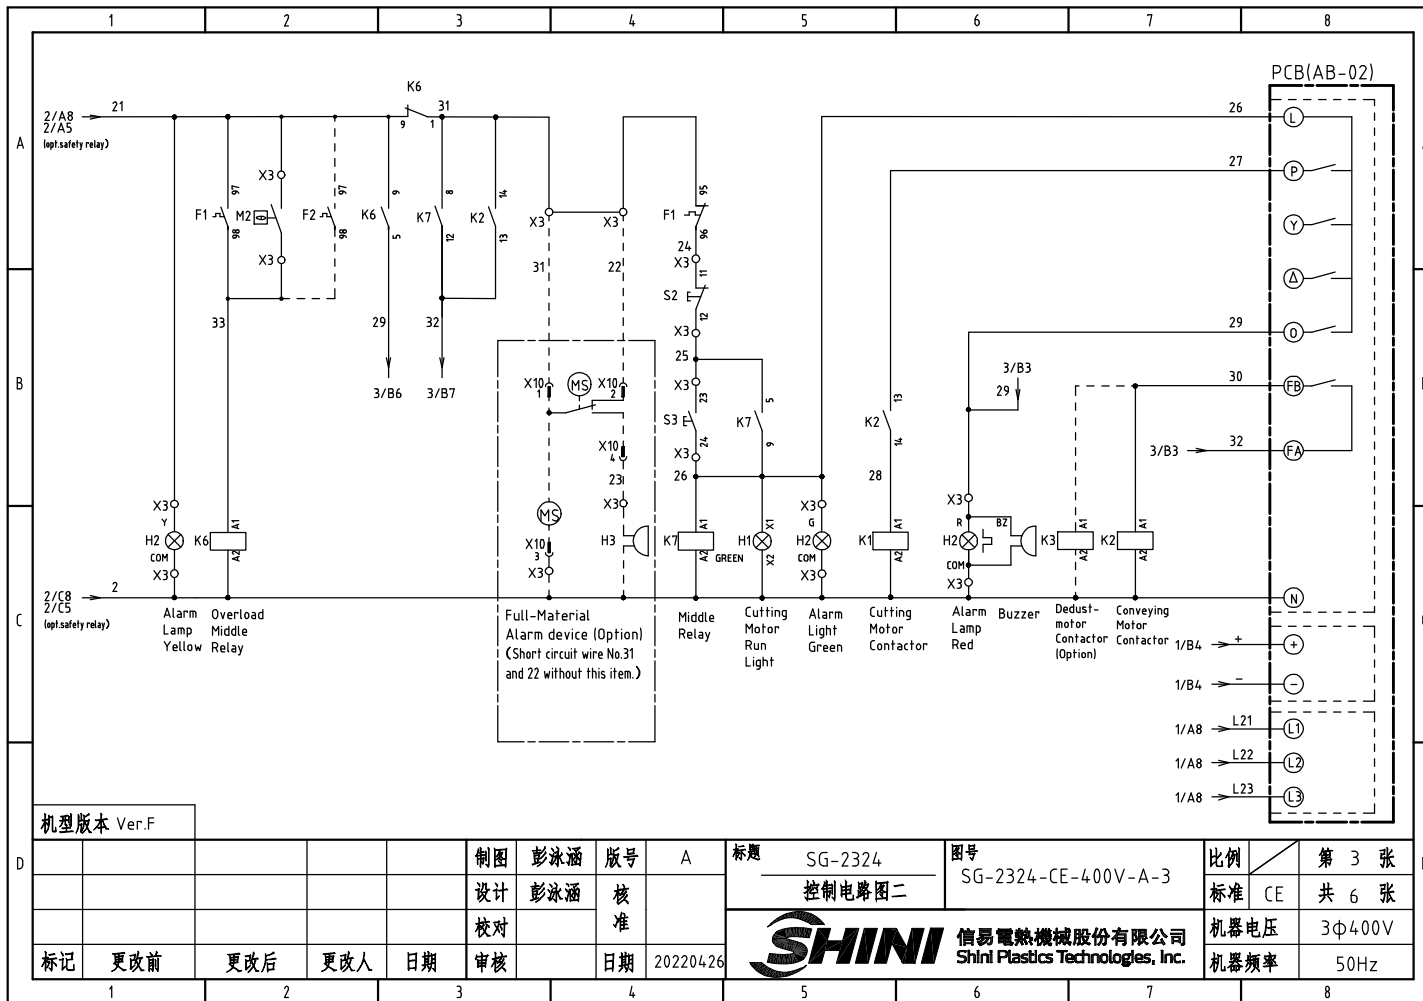 1 2 3 4 5 6 7 8
PCB(AB-02)
K6
21 31 26
2/A8
2/A5
(opt.safety relay)
9 1
L
A
27
P
X3
97 97 9 8 14 95
F1 M2 F2 K6 K7 K2 X3 X3 F1
98 98 5 12 13 96
Y
24
X3
31 22
11
Δ
X3
S2
12
33 29 32
X3
29
O
25
B
3/B6 3/B7
X10
1
MS
X10
2
X3
23
5
3/B3
29
30
FB
13
S3
K7
K2
24
9
14
X10
4
X3
3/B3
32
FA
23
26
28
X3
Y
H2
COM
X3
K6
A1
A2
MS
X10
3
X3
X3
H3
K7
A1
A2
GREEN
H1
X1
X2
X3
G
H2
COM
X3
K1
A1
A2
X3
R
H2
COM
X3
BZ
K3
A1
A2
K2
A1
A2
2/C8
2/C5
(opt.safety relay)
2
N
C
Alarm
Lamp
Yellow
Overload
Middle
Relay
Full-Material
Alarm device (Option)
(Short circuit wire No.31
and 22 without this item.)
Middle
Relay
Cutting
Motor
Run
Light
Alarm
Light
Green
Cutting
Motor
Contactor
Alarm
Lamp
Red
Buzzer
Dedust-
motor
Contactor
(Option)
Conveying
Motor
Contactor
1/B4 + +
1/B4 − −
1/A8 L21 L1
1/A8 L22 L2
1/A8 L23 L3
机型版本 Ver.F
D
制图 彭泳涵 版号 A
设计 彭泳涵 核准
校对
标记 更改前 更改后 更改人 日期 审核 日期 20220426
标题 SG-2324
控制电路图二
图号
SG-2324-CE-400V-A-3
SHINI
信易電熱機械股份有限公司
Shini Plastics Technologies, Inc.
比例 第 3 张
标准 CE 共 6 张
机器电压 3ф400V
机器频率 50Hz
1 2 3 4 5 6 7 8